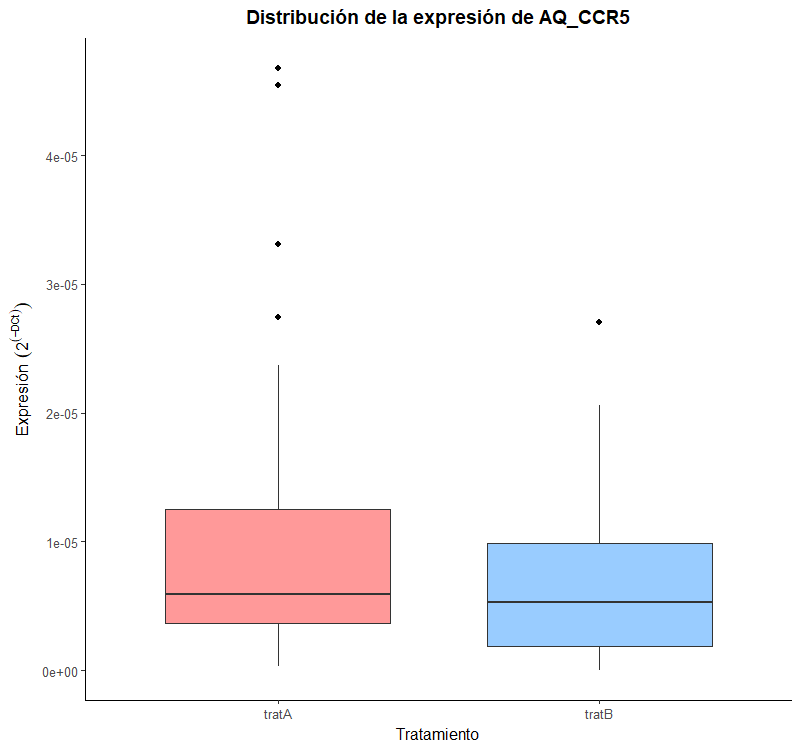 Distribución de la expresión de AQ_CCR5
Expresión (2^(−DCt))
4e-05
3e-05
2e-05
1e-05
0e+00
tratA
tratB
Tratamiento